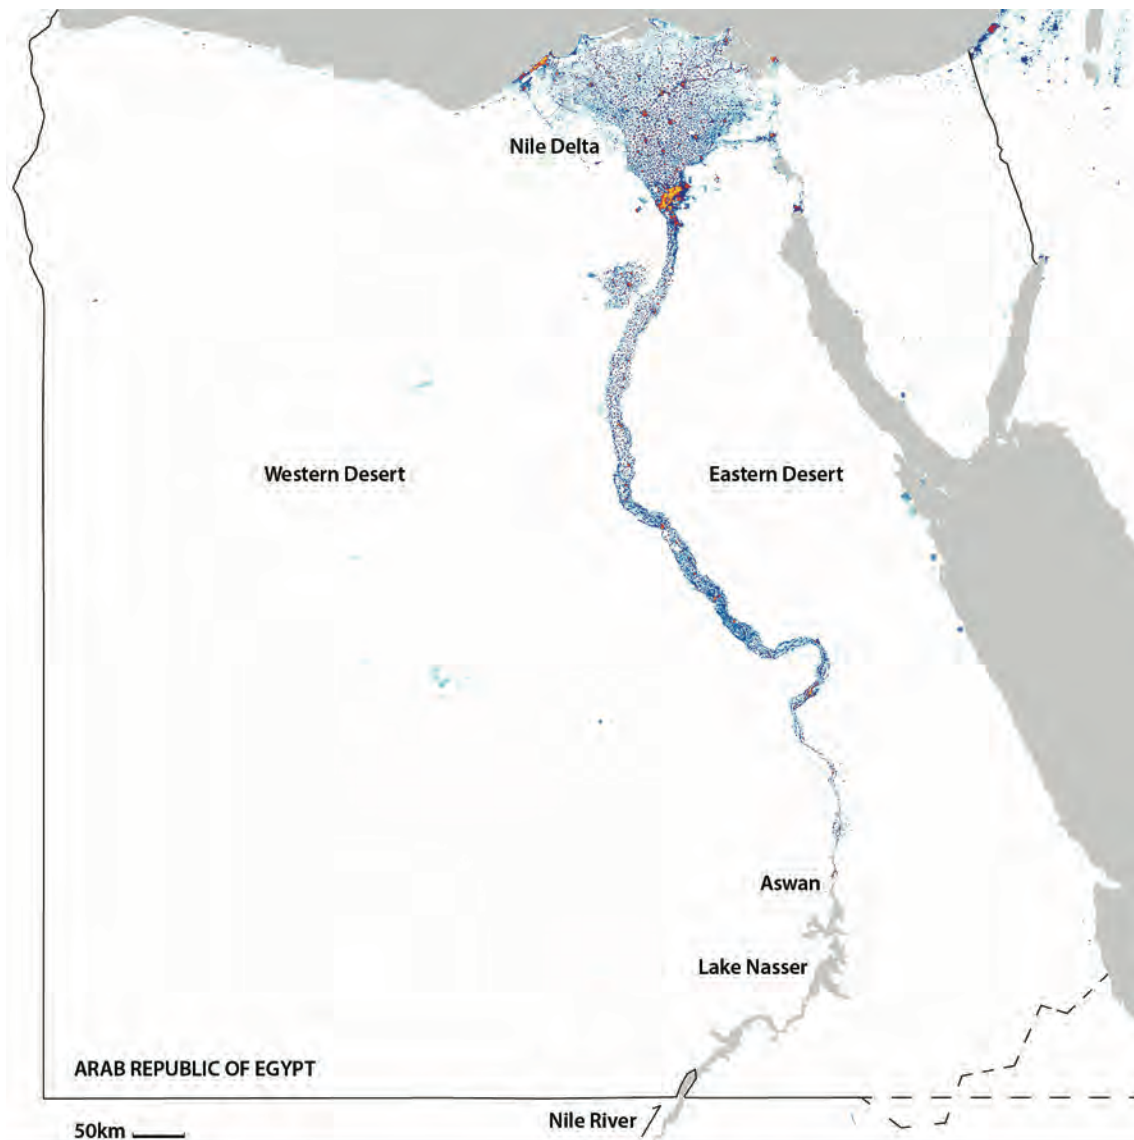 Nile Delta
Western Desert
Eastern Desert
Aswan
Lake Nasser
ARAB REPUBLIC OF EGYPT
Nile River
50km